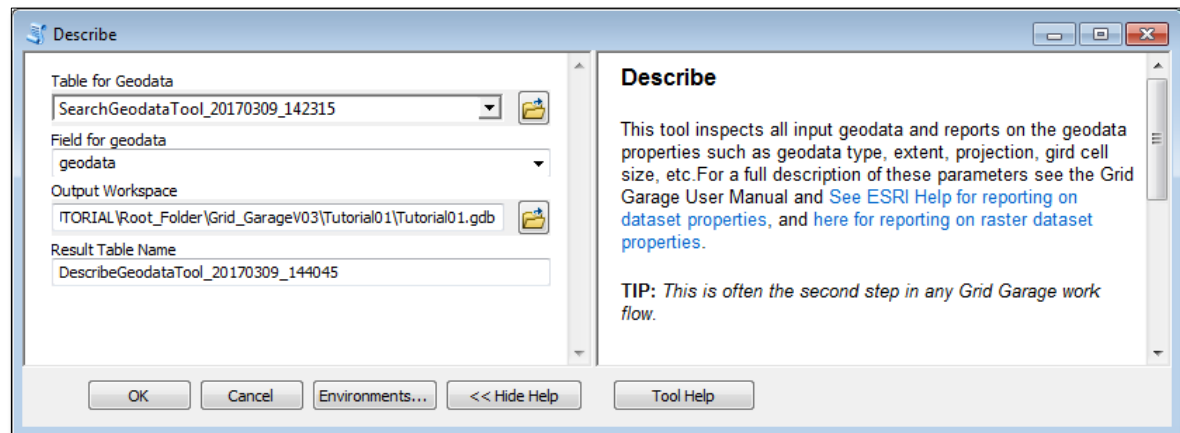 Describe
Table for Geodata
SearchGeodataTool_20170309_142315
Field for geodata
geodata
Output Workspace
TORIAL\Root_Folder\Grid_GarageV03\Tutorial01\Tutorial01.gdb
Result Table Name
DescribeGeodataTool_20170309_144045
Describe
This tool inspects all input geodata and reports on the geodata
properties such as geodata type, extent, projection, gird cell
size, etc.For a full description of these parameters see the Grid
Garage User Manual and See ESRI Help for reporting on
dataset properties, and here for reporting on raster dataset
properties.
TIP: This is often the second step in any Grid Garage work
flow.
OK
Cancel
Environments...
<< Hide Help
Tool Help